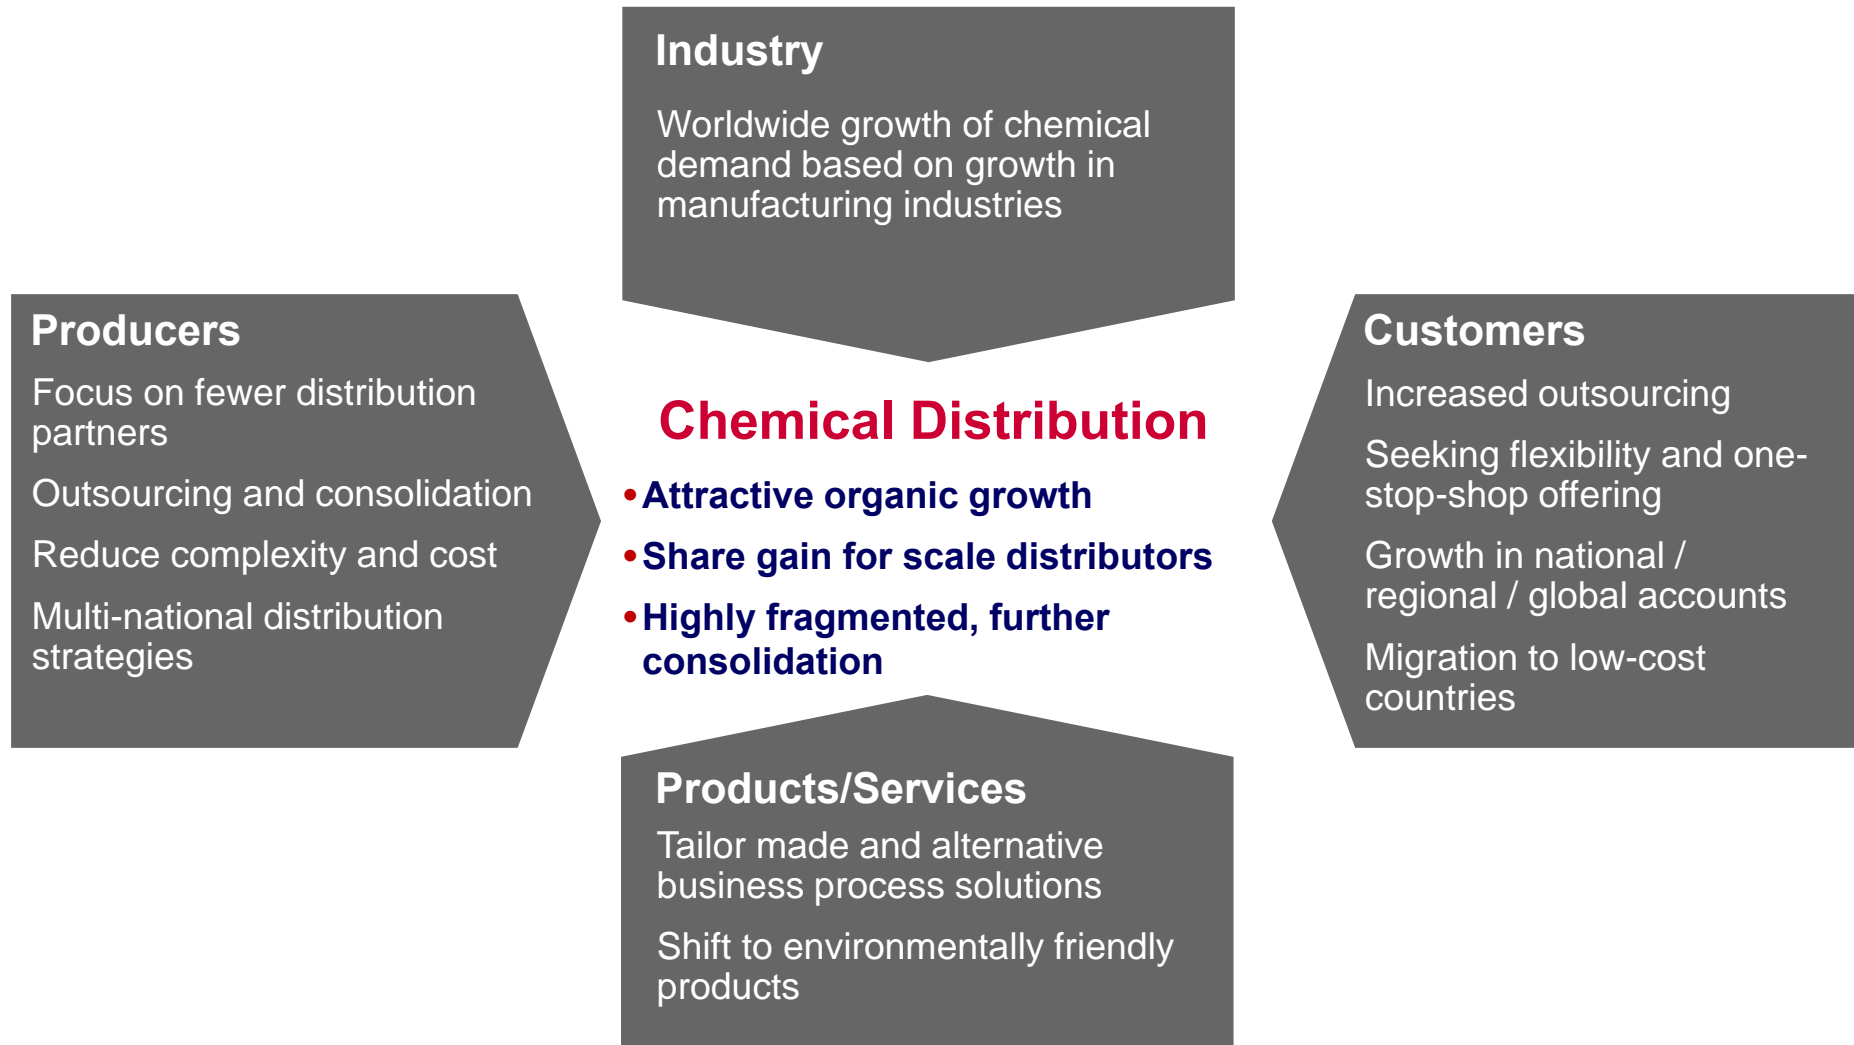 Industry
Worldwide growth of chemical
demand based on growth in
manufacturing industries
Producers
Focus on fewer distribution
partners
Outsourcing and consolidation
Reduce complexity and cost
Multi-national distribution
strategies
Chemical Distribution
•Attractive organic growth
•Share gain for scale distributors
•Highly fragmented, further
consolidation
Customers
Increased outsourcing
Seeking flexibility and one-
stop-shop offering
Growth in national /
regional / global accounts
Migration to low-cost
countries
Products/Services
Tailor made and alternative
business process solutions
Shift to environmentally friendly
products